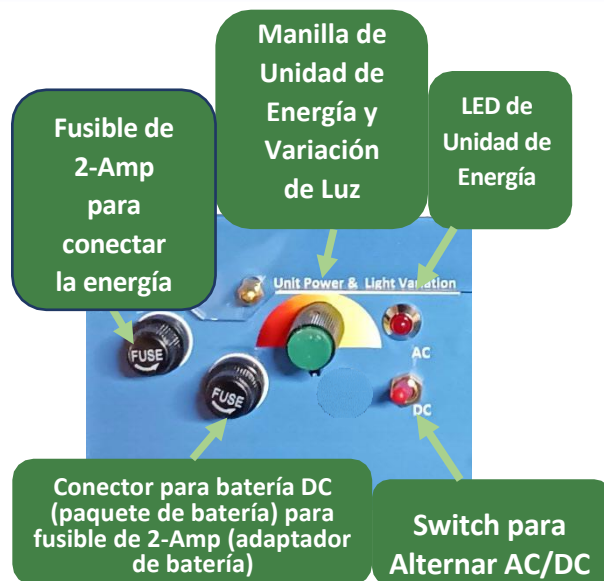 Manilla de
Unidad de
Energía y
Variación
de Luz
LED de
Unidad de
Energía
Fusible de
2-Amp
para
conectar
la energía
Unit Power & Light Variation
FUSE
AC
FUSE
DC
Conector para batería DC
(paquete de batería) para
fusible de 2-Amp (adaptador
de batería)
Switch para
Alternar AC/DC